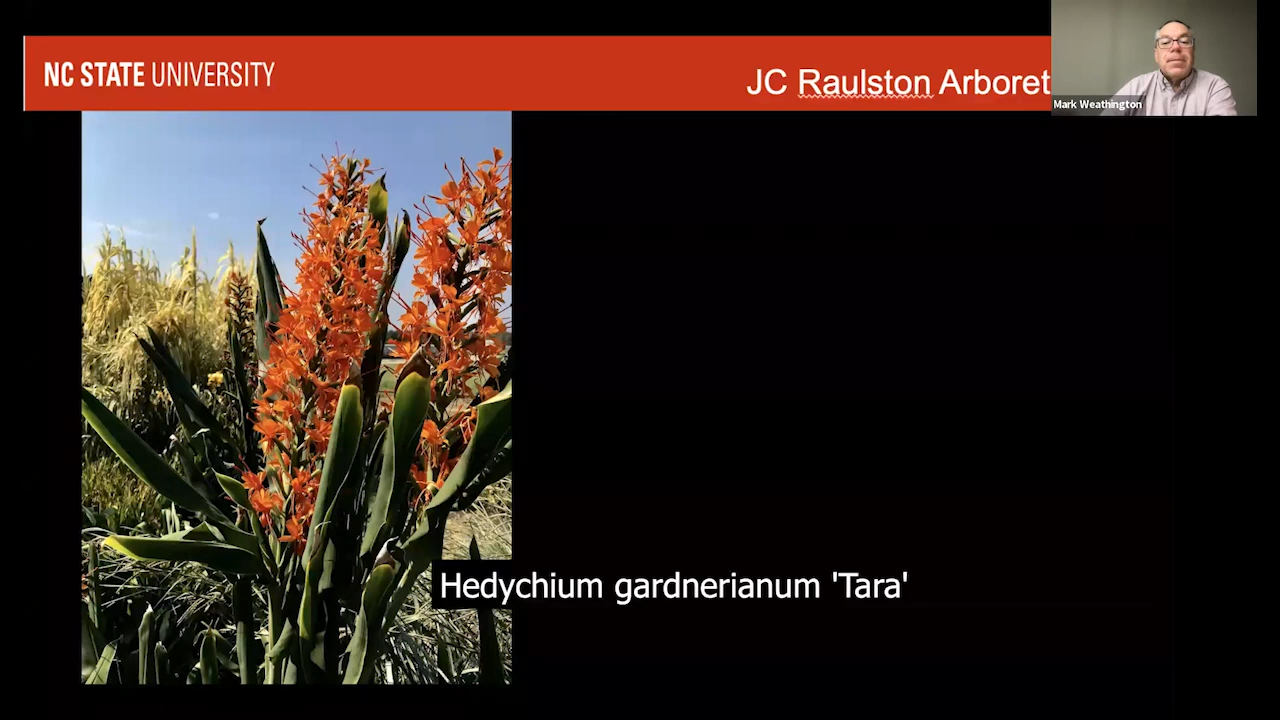 NC STATE UNIVERSITY
JC Raulston Arboret
Mark Weathington
Hedychium gardnerianum 'Tara'